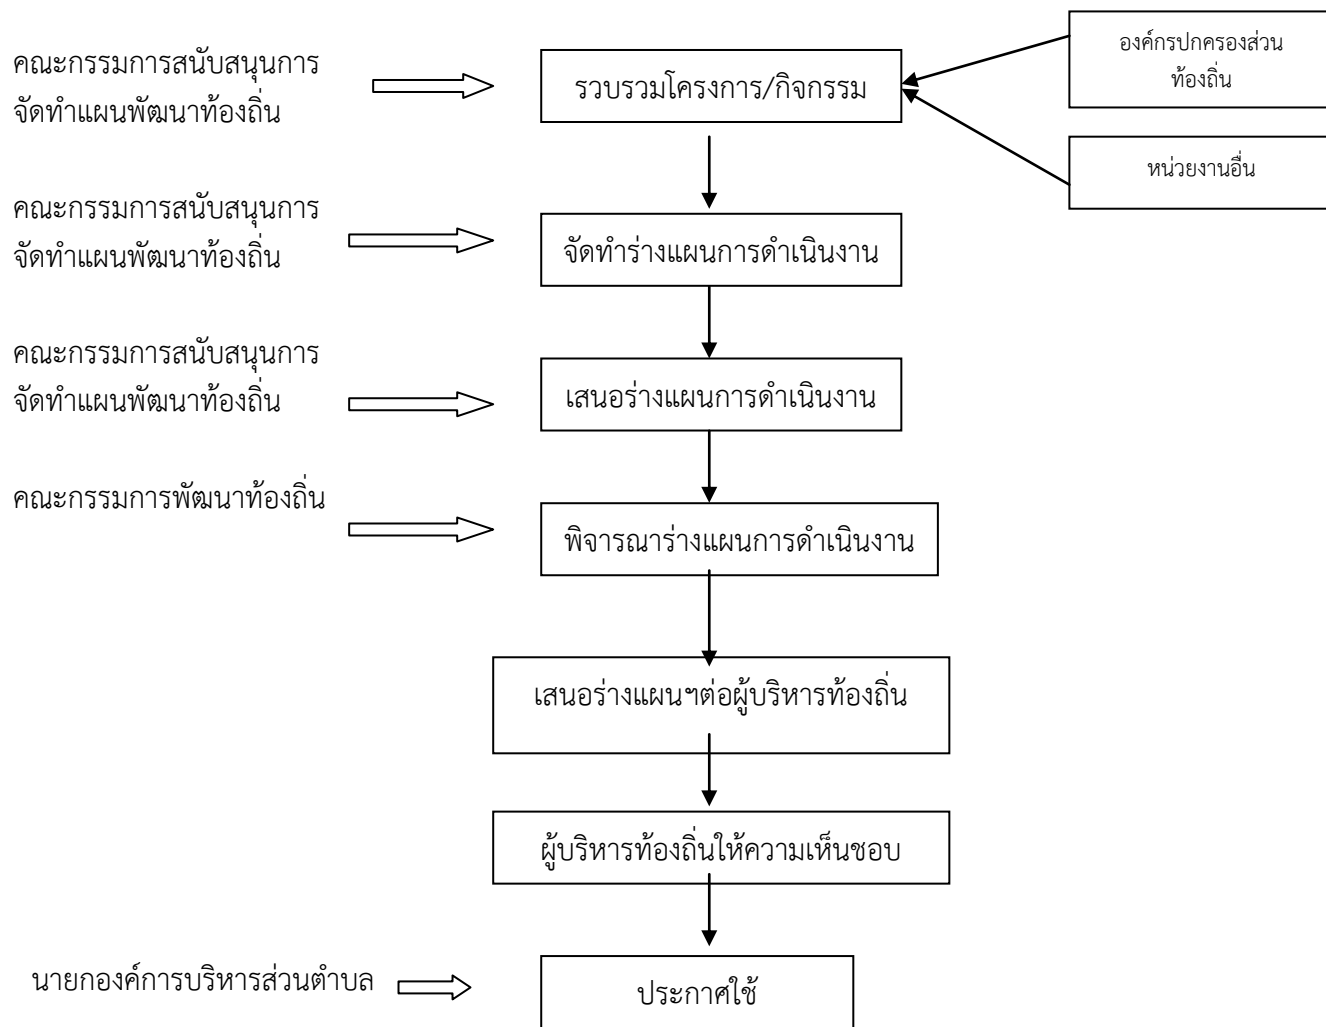 คณะกรรมการสนับสนุนการ
จัดทำแผนพัฒนาท้องถิ่น
รวบรวมโครงการ/กิจกรรม
องค์กรปกครองส่วน
ท้องถิ่น
หน่วยงานอื่น
คณะกรรมการสนับสนุนการ
จัดทำแผนพัฒนาท้องถิ่น
จัดทำร่างแผนการดำเนินงาน
คณะกรรมการสนับสนุนการ
จัดทำแผนพัฒนาท้องถิ่น
เสนอร่างแผนการดำเนินงาน
คณะกรรมการพัฒนาท้องถิ่น
พิจารณาร่างแผนการดำเนินงาน
เสนอร่างแผนฯต่อผู้บริหารท้องถิ่น
ผู้บริหารท้องถิ่นให้ความเห็นชอบ
นายกองค์การบริหารส่วนตำบล
ประกาศใช้